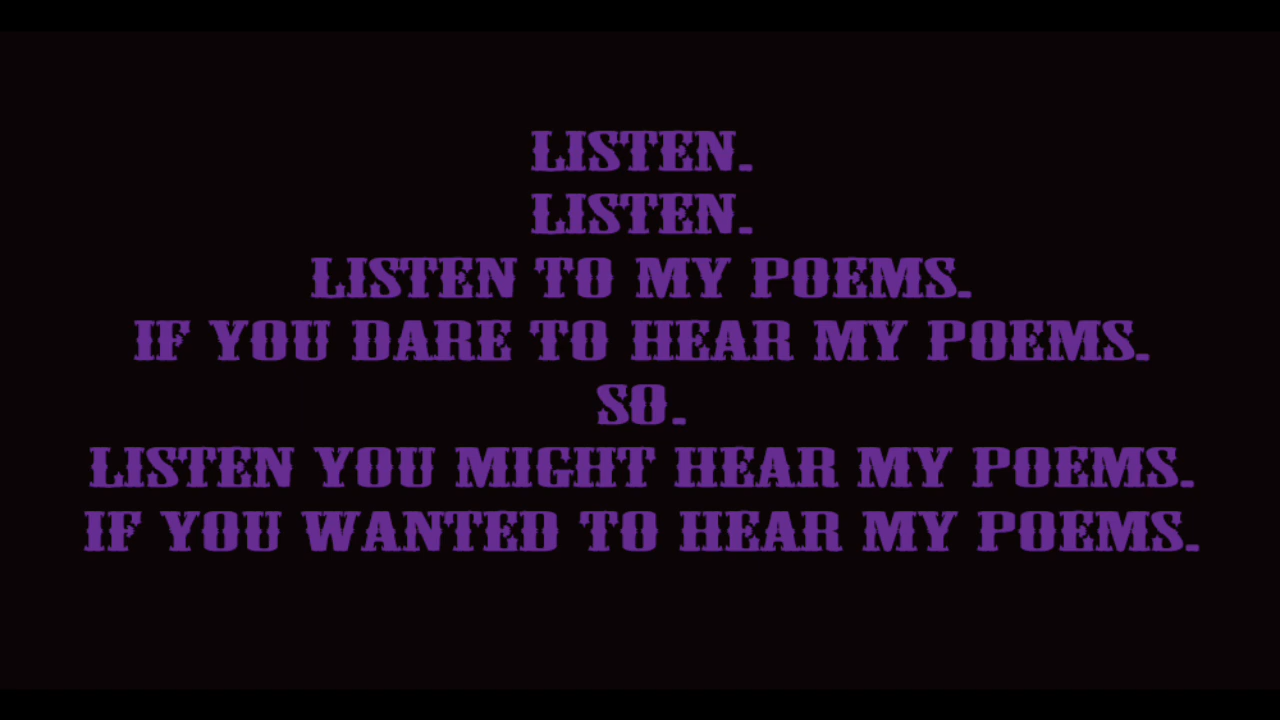 LISTEN.
LISTEN.
LISTEN TO MY POEMS.
IF YOU DARE TO HEAR MY POEMS.
SO.
LISTEN YOU MIGHT HEAR MY POEMS.
IF YOU WANTED TO HEAR MY POEMS.